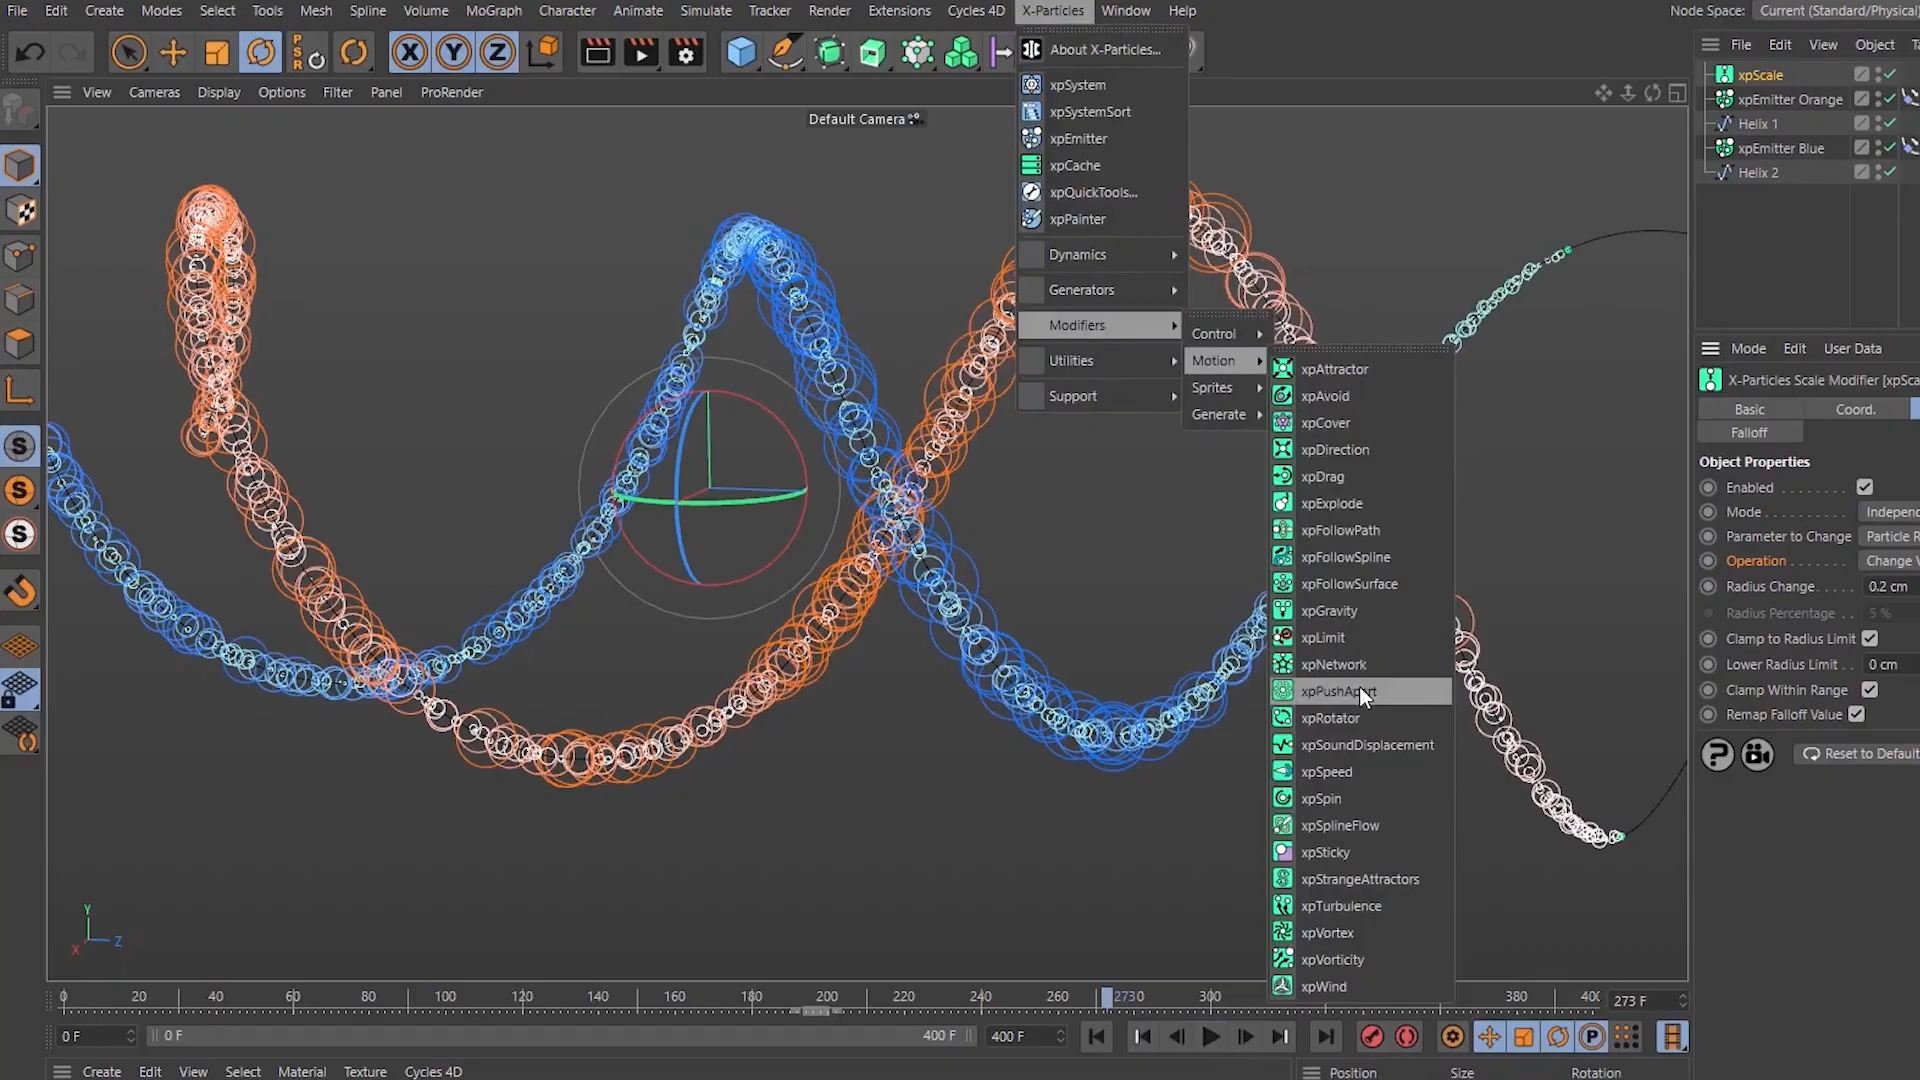 File Edit Create Modes Select Tools Mesh Spline Volume MoGraph Character Animate Simulate Tracker Render Extensions Cycles 4D X-Particles Window Help Node Space: Current (Standard/Physical)
PSR X Y Z
File Edit View Object
View Cameras Display Options Filter Panel ProRender
Default Camera
About X-Particles...
xpSystem
xpSystemSort
xpEmitter
xpCache
xpQuickTools...
xpPainter
Dynamics
Generators
Modifiers
Utilities
Support
Control
Motion
Sprites
Generate
xpAttractor
xpAvoid
xpCover
xpDirection
xpDrag
xpExplode
xpFollowPath
xpFollowSpline
xpFollowSurface
xpGravity
xpLimit
xpNetwork
xpPushApart
xpRotator
xpSoundDisplacement
xpSpeed
xpSpin
xpSplineFlow
xpSticky
xpStrangeAttractors
xpTurbulence
xpVortex
xpVorticity
xpWind
xpScale
xpEmitter Orange
Helix 1
xpEmitter Blue
Helix 2
Mode Edit User Data
X-Particles Scale Modifier [xpSca
Basic Coord.
Falloff
Object Properties
Enabled
Mode Independ
Parameter to Change Particle R
Operation Change V
Radius Change 0.2 cm
Radius Percentage 5 %
Clamp to Radius Limit
Lower Radius Limit 0 cm
Clamp Within Range
Remap Falloff Value
? Reset to Default
S
S
S
Y
X Z
0 20 40 60 80 100 120 140 160 180 200 220 240 260 2730 300 380 400 273 F
0 F 0 F 400 F 400 F P
Create Edit View Select Material Texture Cycles 4D Position Size Rotation